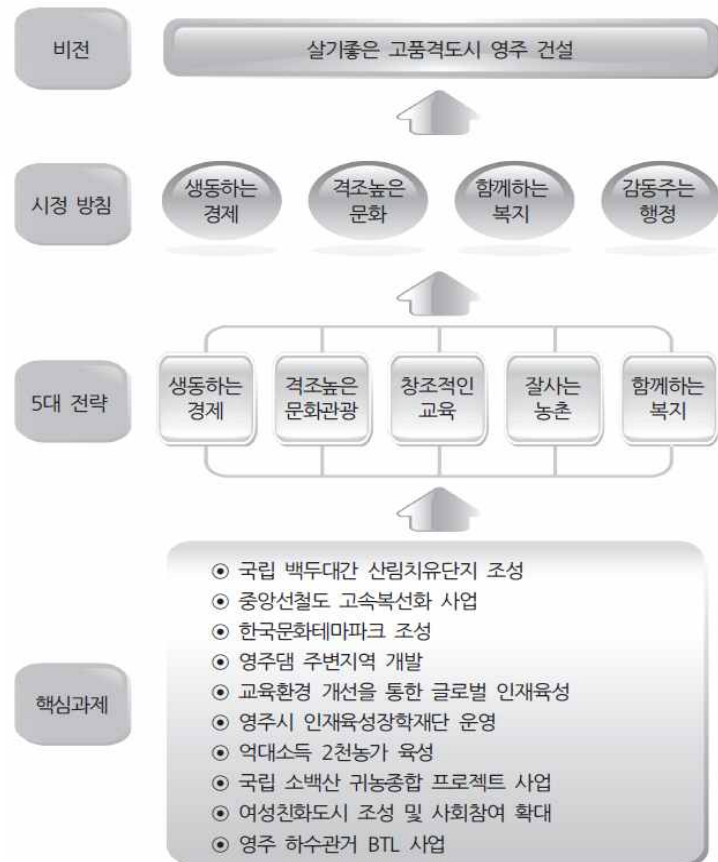 비전
살기좋은 고품격도시 영주 건설
시정 방침
생동하는
경제
격조높은
문화
함께하는
복지
감동주는
행정
5대 전략
생동하는
경제
격조높은
문화관광
창조적인
교육
잘사는
농촌
함께하는
복지
핵심과제
⊙ 국립 백두대간 산림치유단지 조성
⊙ 중앙선철도 고속복선화 사업
⊙ 한국문화테마파크 조성
⊙ 영주댐 주변지역 개발
⊙ 교육환경 개선을 통한 글로벌 인재육성
⊙ 영주시 인재육성장학재단 운영
⊙ 억대소득 2천농가 육성
⊙ 국립 소백산 귀농종합 프로젝트 사업
⊙ 여성친화도시 조성 및 사회참여 확대
⊙ 영주 하수관거 BTL 사업